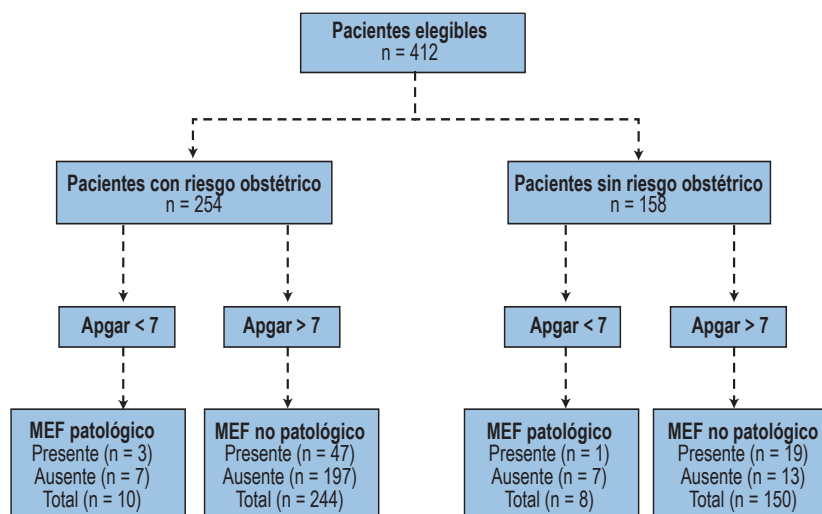 Pacientes elegibles
n = 412
Pacientes con riesgo obstétrico
n = 254
Pacientes sin riesgo obstétrico
n = 158
Apgar < 7
Apgar > 7
Apgar < 7
Apgar > 7
MEF patológico
Presente (n = 3)
Ausente (n = 7)
Total (n = 10)
MEF no patológico
Presente (n = 47)
Ausente (n = 197)
Total (n = 244)
MEF patológico
Presente (n = 1)
Ausente (n = 7)
Total (n = 8)
MEF no patológico
Presente (n = 19)
Ausente (n = 13)
Total (n = 150)